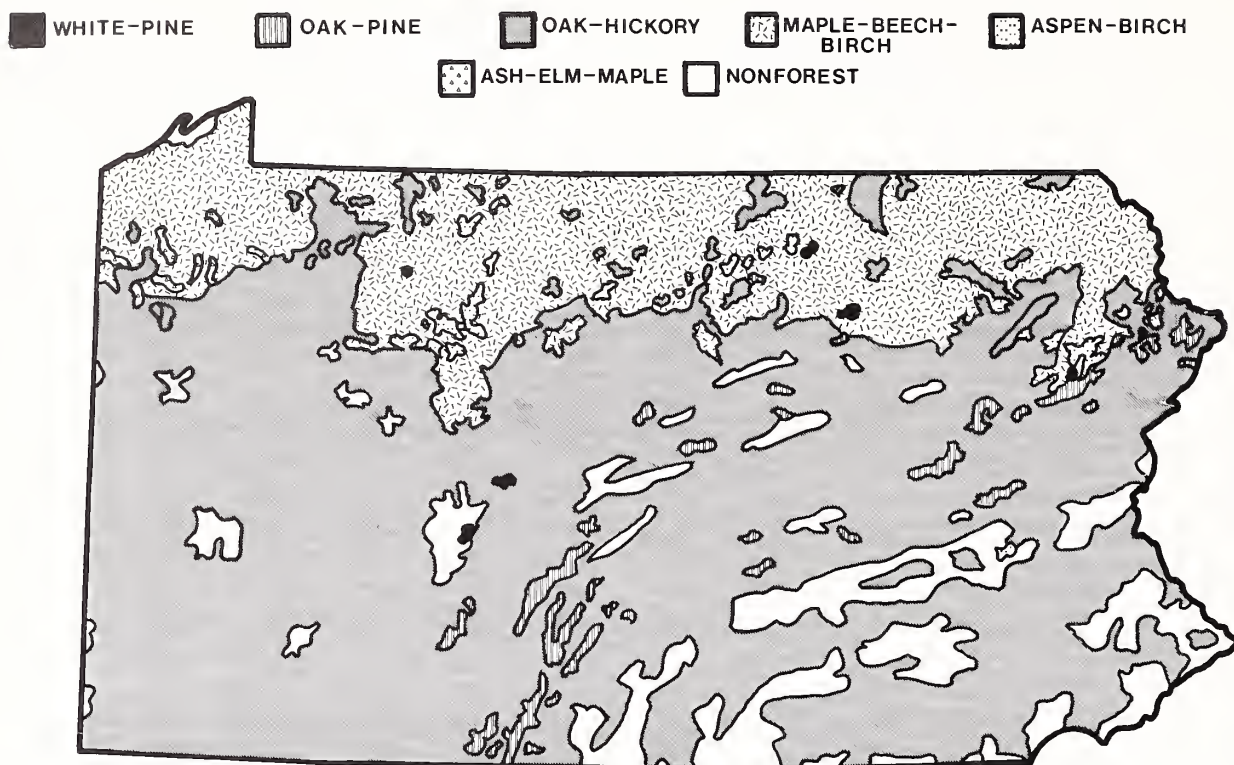 WHITE-PINE OAK-PINE OAK-HICKORY MAPLE-BEECH- ASPEN-BIRCH
BIRCH
ASH-ELM-MAPLE NONFOREST